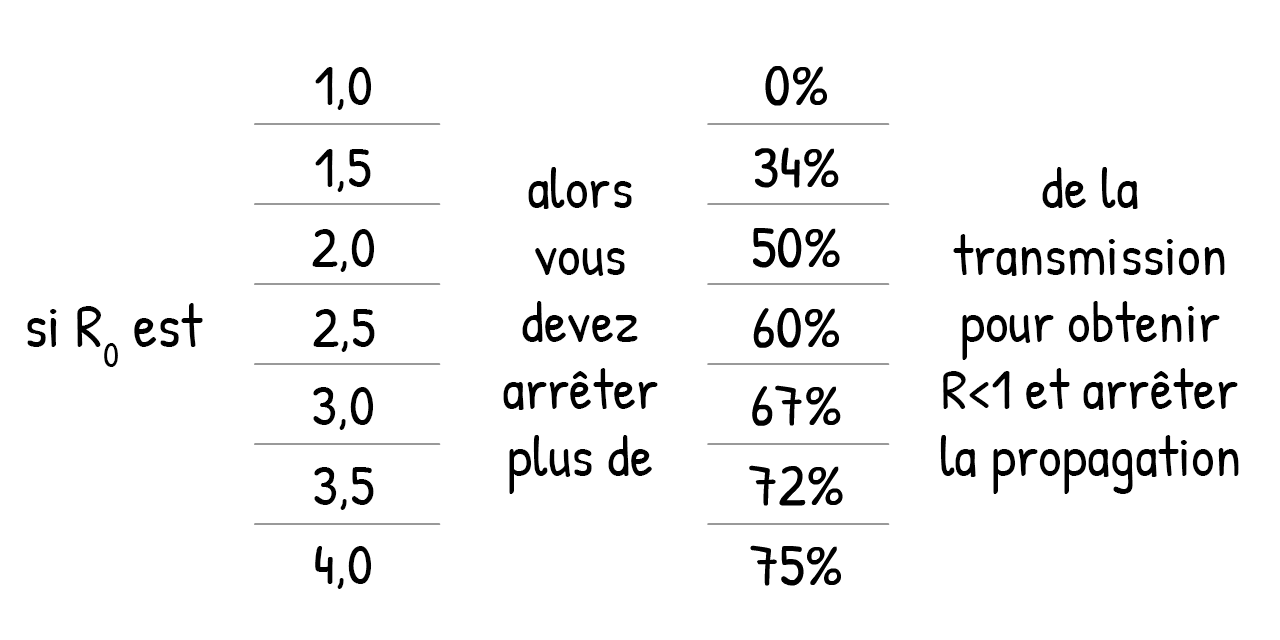 si R₀ est
1,0
1,5
2,0
2,5
3,0
3,5
4,0
alors
vous
devez
arrêter
plus de
0%
34%
50%
60%
67%
72%
75%
de la
transmission
pour obtenir
R<1 et arrêter
la propagation